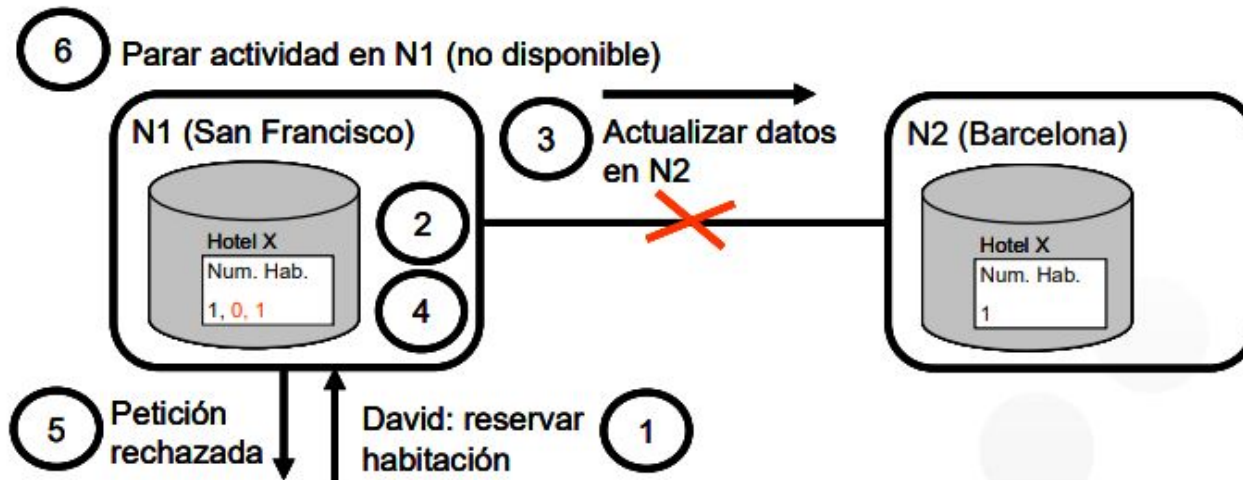 6 Parar actividad en N1 (no disponible)
N1 (San Francisco)
3 Actualizar datos
en N2
N2 (Barcelona)
2
Hotel X
Num. Hab.
1, 0, 1
4
Hotel X
Num. Hab.
1
5 Petición
rechazada
David: reservar
habitación
1